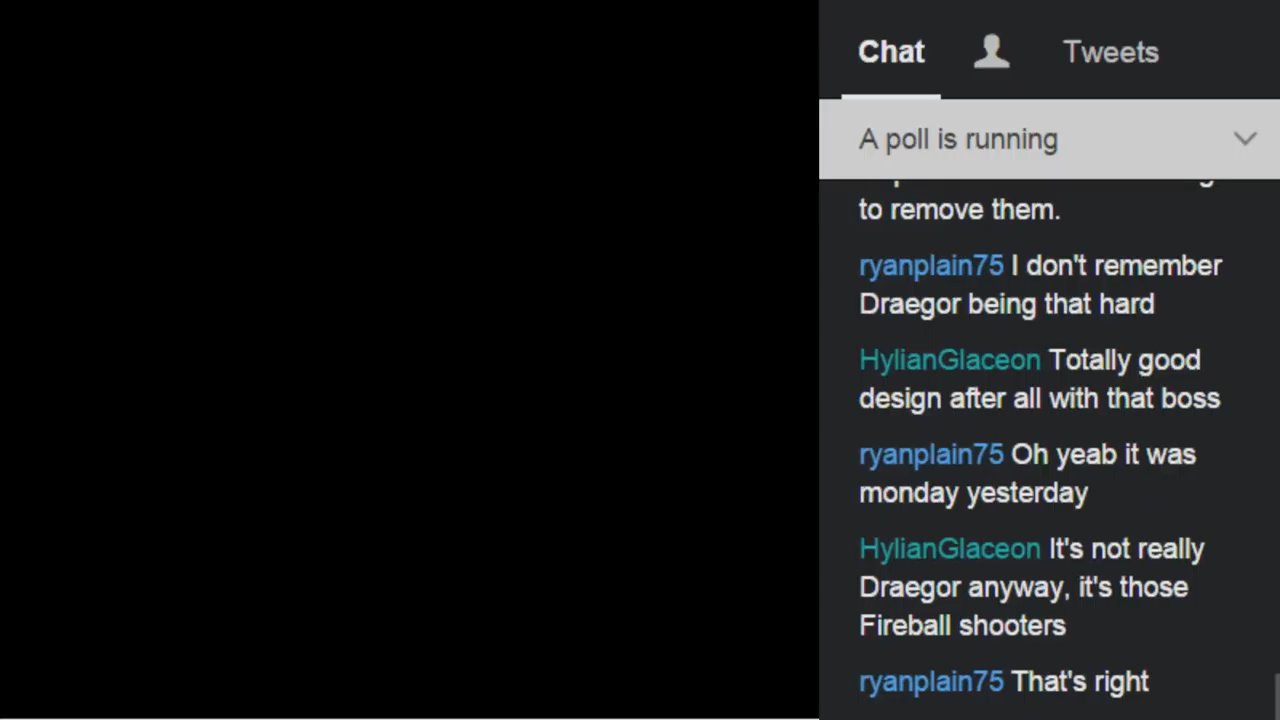 Chat Tweets
A poll is running
to remove them.
ryanplain75 I don't remember
Draegor being that hard
HylianGlaceon Totally good
design after all with that boss
ryanplain75 Oh yeab it was
monday yesterday
HylianGlaceon It's not really
Draegor anyway, it's those
Fireball shooters
ryanplain75 That's right